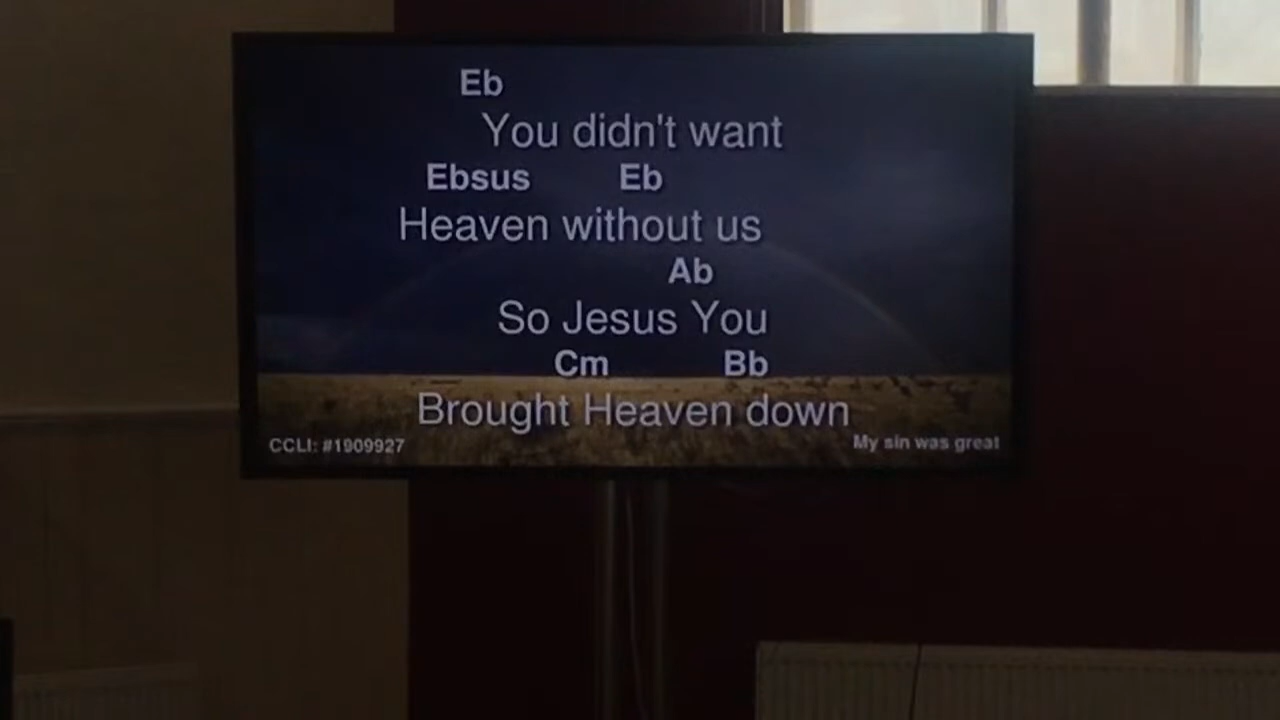 Eb
You didn't want
Ebsus Eb
Heaven without us
Ab
So Jesus You
Cm Bb
Brought Heaven down
CCLI: #1909927
My sin was great